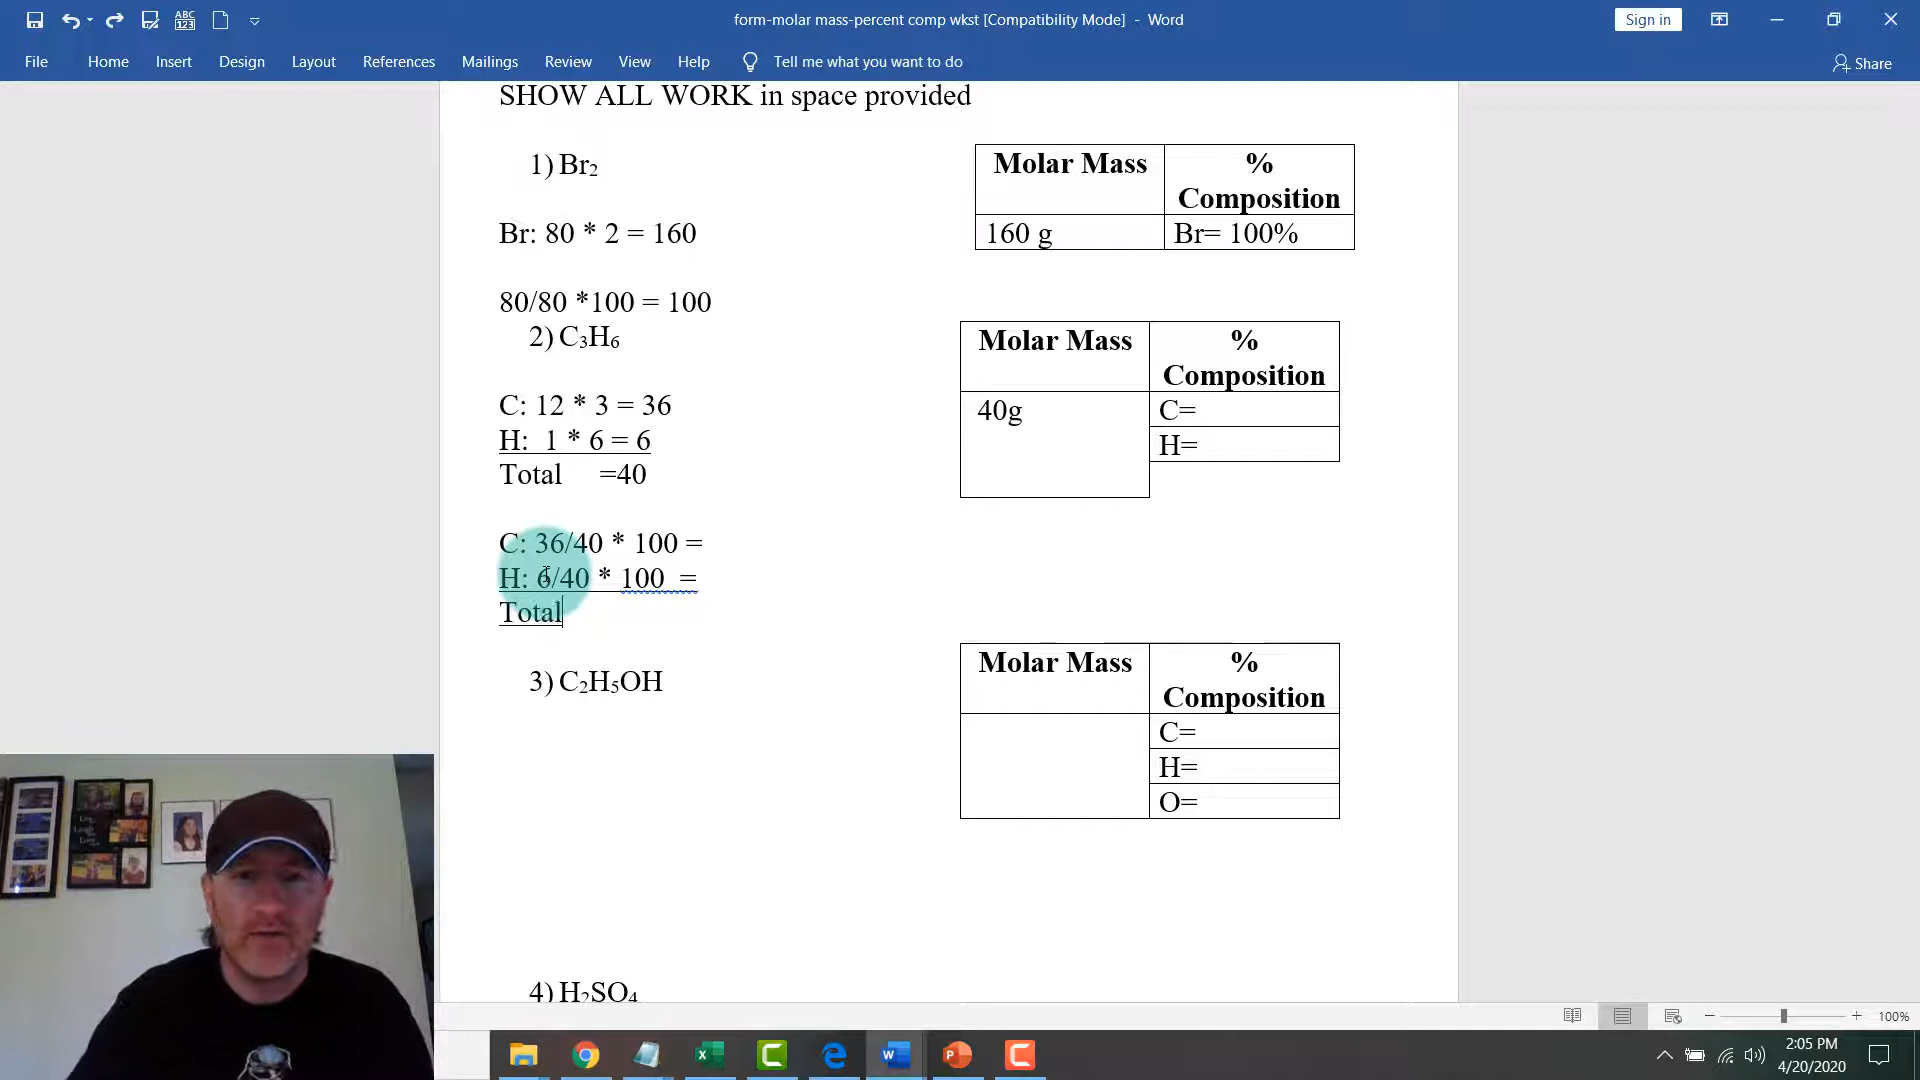 form-molar mass-percent comp wkst [Compatibility Mode] - Word
Sign in
File Home Insert Design Layout References Mailings Review View Help Tell me what you want to do
Share
SHOW ALL WORK in space provided
1) Br₂
Molar Mass % Composition
Br: 80 * 2 = 160
160 g Br= 100%
80/80 *100 = 100
2) C₃H₆
Molar Mass % Composition
C: 12 * 3 = 36
40g C=
H: 1 * 6 = 6
H=
Total =40
C: 36/40 * 100 =
H: 6/40 * 100 =
Total
3) C₂H₅OH
Molar Mass % Composition
C=
H=
O=
4) H₂SO₄
100%
2:05 PM
4/20/2020